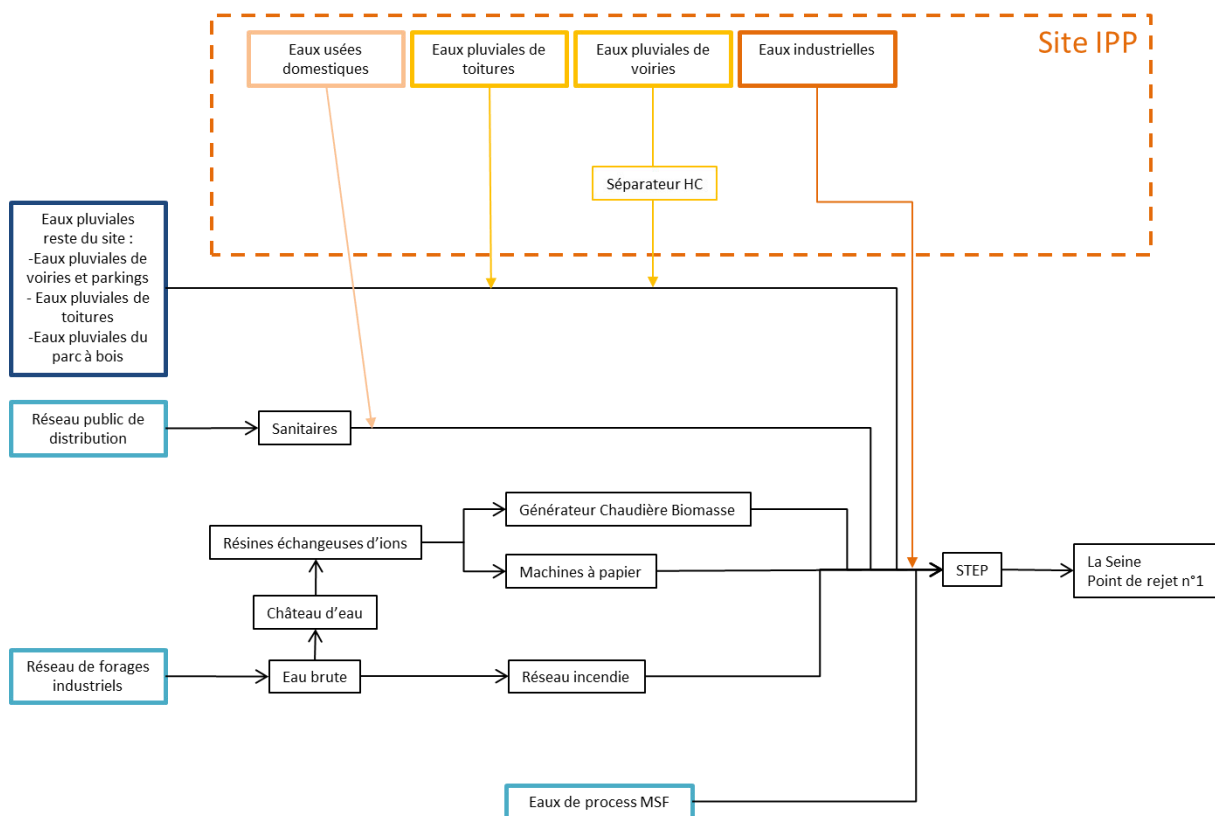 Site IPP
Eaux usées
domestiques
Eaux pluviales de
toitures
Eaux pluviales de
voiries
Eaux industrielles
Séparateur HC
Eaux pluviales
reste du site :
-Eaux pluviales de
voiries et parkings
- Eaux pluviales de
toitures
-Eaux pluviales du
parc à bois
Réseau public de
distribution
Sanitaires
Générateur Chaudière Biomasse
Résines échangeuses d’ions
Machines à papier
STEP
La Seine
Point de rejet n°1
Château d’eau
Réseau de forages
industriels
Eau brute
Réseau incendie
Eaux de process MSF